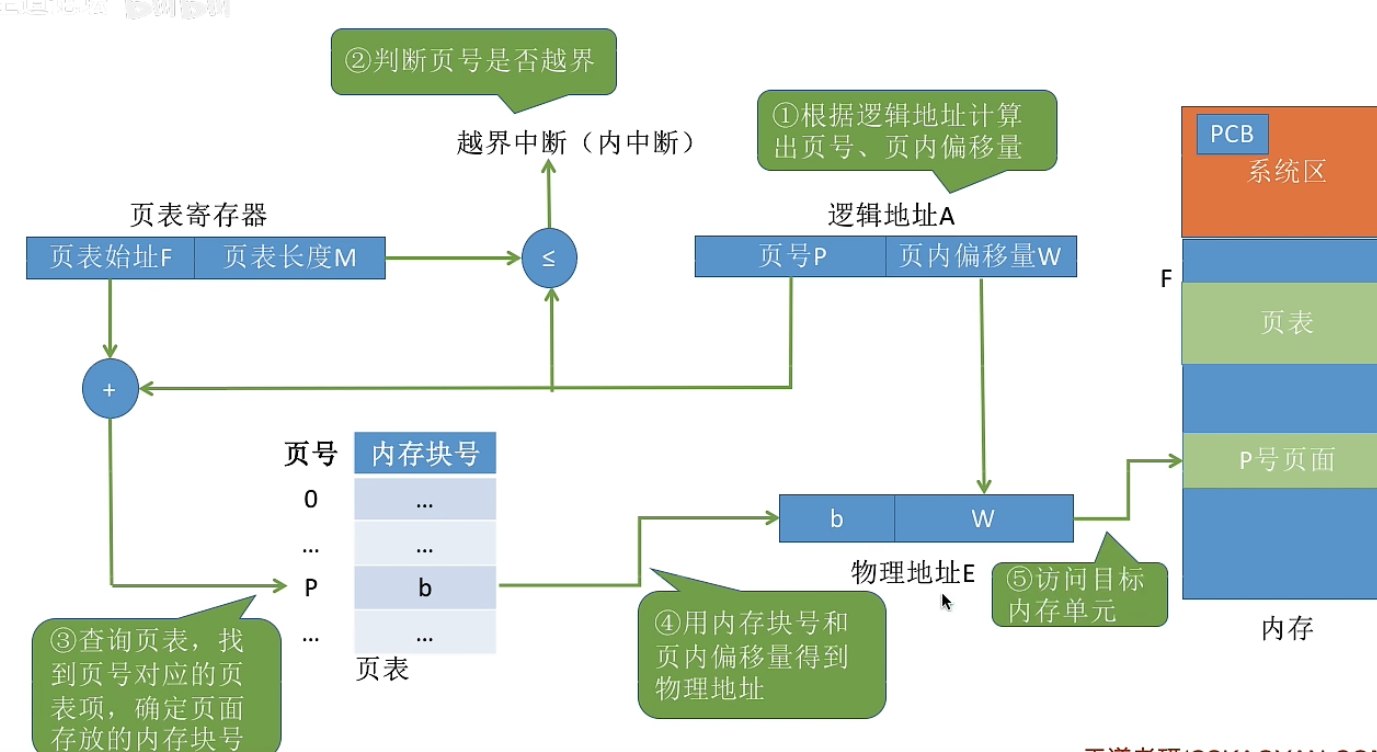 ②判断页号是否越界
越界中断（内中断）
①根据逻辑地址计算
出页号、页内偏移量
PCB
系统区
页表寄存器
逻辑地址A
页表始址F 页表长度M
≤
页号P 页内偏移量W
F
页表
+
页号 内存块号
0 ...
... ...
P b
... ...
页表
P号页面
b W
物理地址E
⑤访问目标
内存单元
内存
③查询页表，找
到页号对应的页
表项，确定页面
存放的内存块号
④用内存块号和
页内偏移量得到
物理地址